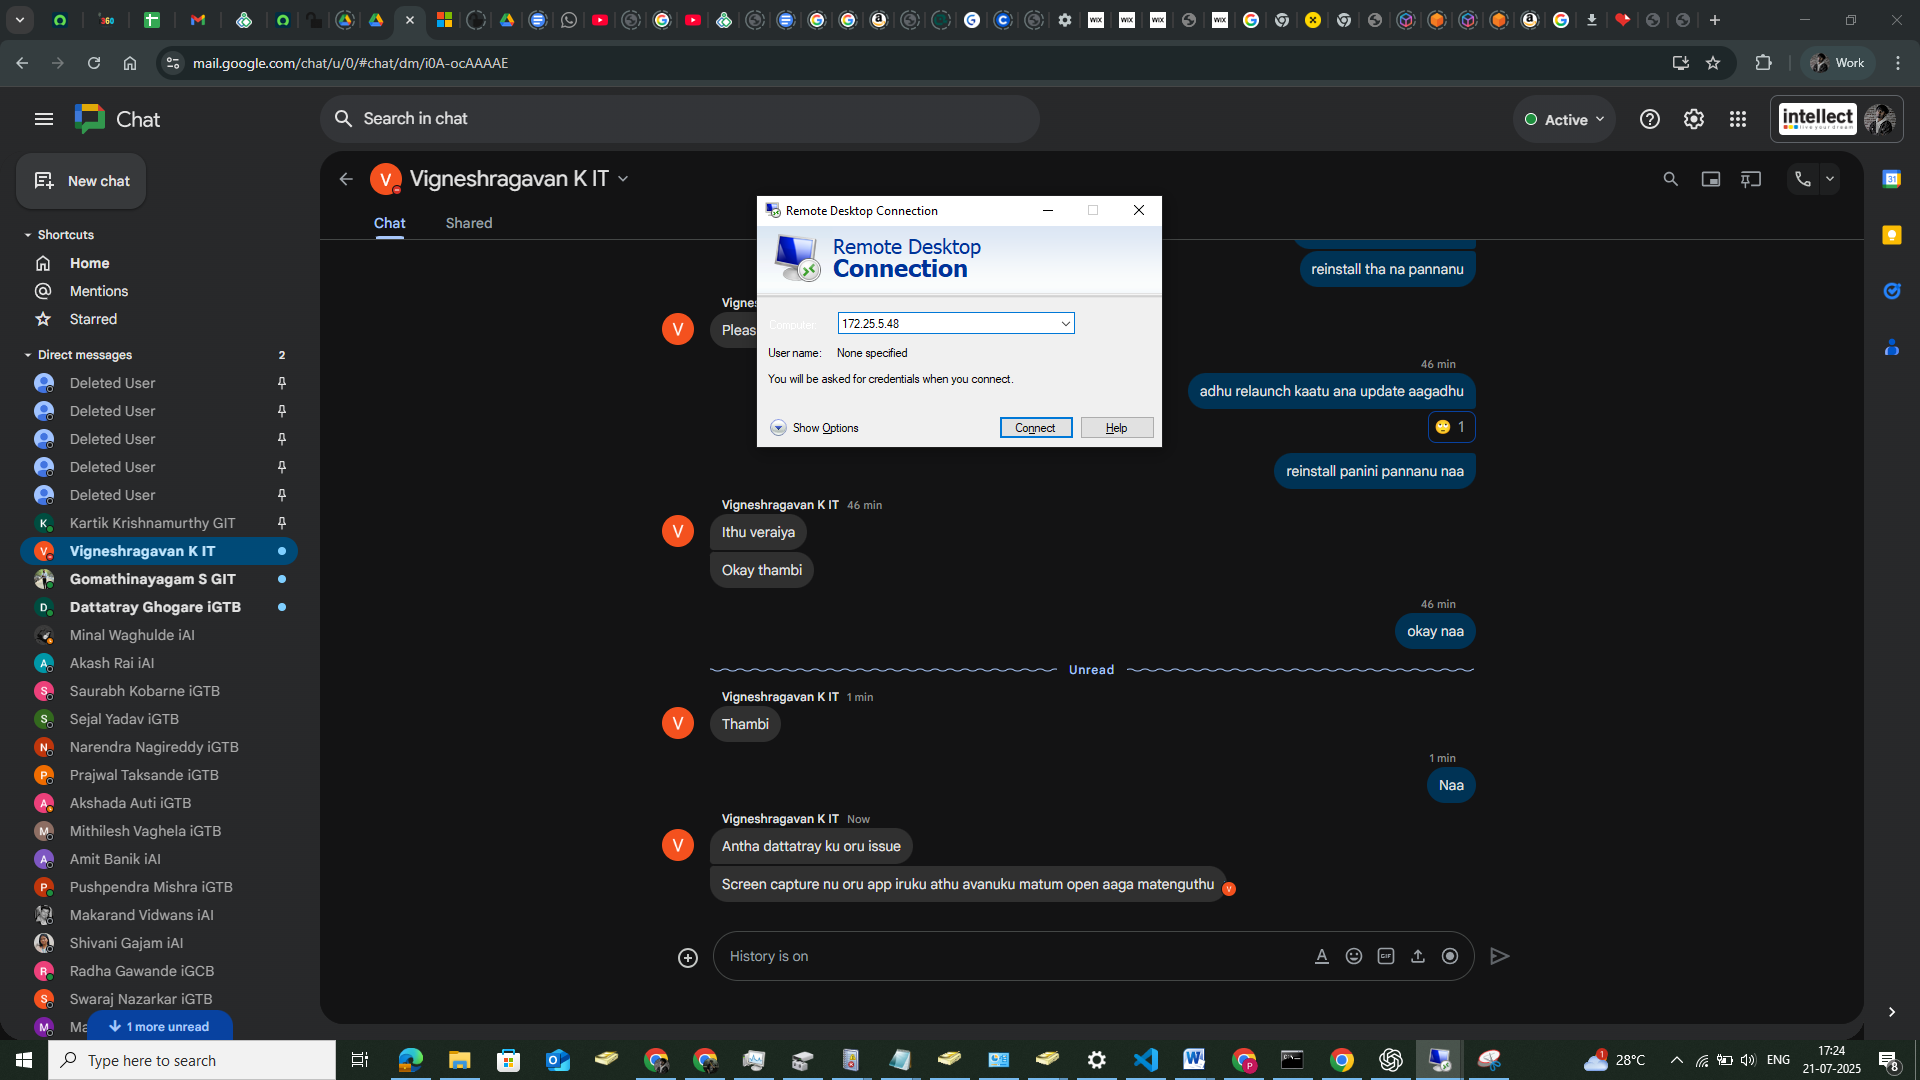 mail.google.com/chat/u/0/#chat/dm/i0A-ocAAAAE
Work
Chat
Search in chat
Active
intellect
New chat
Vigneshragavan K IT
Chat
Shared
Shortcuts
Home
Mentions
Starred
Direct messages
2
Deleted User
Deleted User
Deleted User
Deleted User
Deleted User
Kartik Krishnamurthy GIT
Vigneshragavan K IT
Gomathinayagam S GIT
Dattatray Ghogare iGTB
Minal Waghulde iAI
Akash Rai iAI
Saurabh Kobarne iGTB
Sejal Yadav iGTB
Narendra Nagireddy iGTB
Prajwal Taksande iGTB
Akshada Auti iGTB
Mithilesh Vaghela iGTB
Amit Banik iAI
Pushpendra Mishra iGTB
Makarand Vidwans iAI
Shivani Gajam iAI
Radha Gawande iGCB
Swaraj Nazarkar iGTB
Ma
1 more unread
Remote Desktop Connection
Remote Desktop
Connection
Computer:
172.25.5.48
User name:
None specified
You will be asked for credentials when you connect.
Show Options
Connect
Help
reinstall tha na pannanu
Vignes
Pleas
46 min
adhu relaunch kaatu ana update aagadhu
🙄 1
reinstall panini pannanu naa
Vigneshragavan K IT 46 min
Ithu veraiya
Okay thambi
46 min
okay naa
Unread
Vigneshragavan K IT 1 min
Thambi
1 min
Naa
Vigneshragavan K IT Now
Antha dattatray ku oru issue
Screen capture nu oru app iruku athu avanuku matum open aaga matenguthu
History is on
GIF
Type here to search
28°C
ENG
17:24
21-07-2025
8